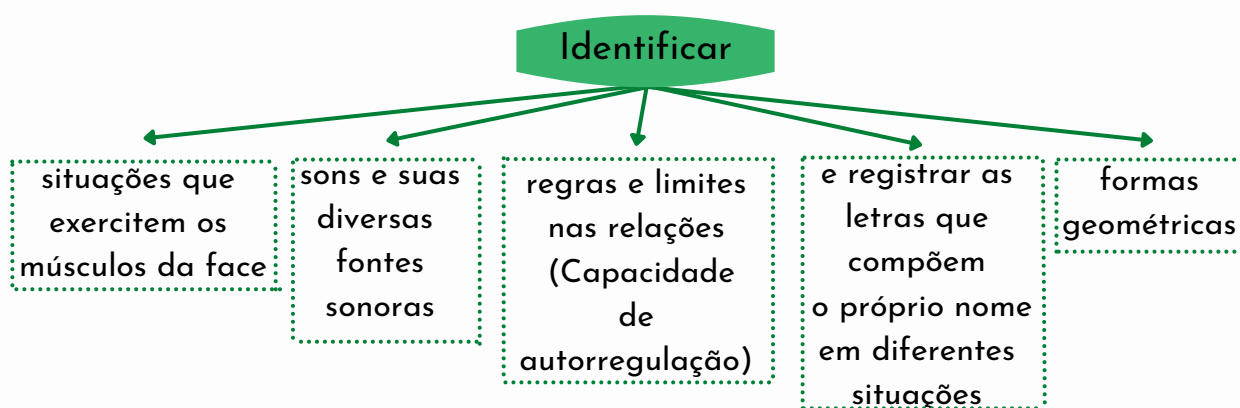 Identificar
situações que
exercitem os
músculos da face
sons e suas
diversas
fontes
sonoras
regras e limites
nas relações
(Capacidade
de
autorregulação)
e registrar as
letras que
compõem
o próprio nome
em diferentes
situações
formas
geométricas